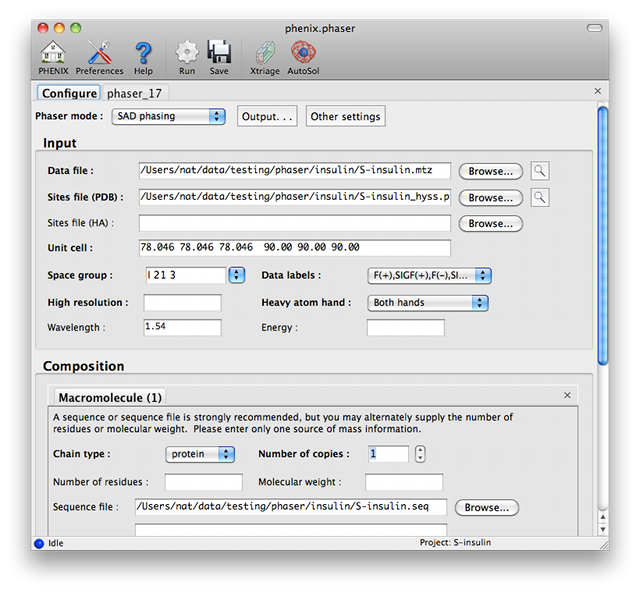 phenix.phaser
PHENIX Preferences Help Run Save Xtriage AutoSol
Configure phaser_17
Phaser mode : SAD phasing Output. . . Other settings
Input
Data file : /Users/nat/data/testing/phaser/insulin/S-insulin.mtz Browse...
Sites file (PDB) : /Users/nat/data/testing/phaser/insulin/S-insulin_hyss.p Browse...
Sites file (HA) : Browse...
Unit cell : 78.046 78.046 78.046 90.00 90.00 90.00
Space group : I 21 3 Data labels : F(+),SIGF(+),F(-),SI...
High resolution : Heavy atom hand : Both hands
Wavelength : 1.54 Energy :
Composition
Macromolecule (1)
A sequence or sequence file is strongly recommended, but you may alternately supply the number of
residues or molecular weight. Please enter only one source of mass information.
Chain type : protein Number of copies : 1
Number of residues : Molecular weight :
Sequence file : /Users/nat/data/testing/phaser/insulin/S-insulin.seq Browse...
Idle Project: S-insulin